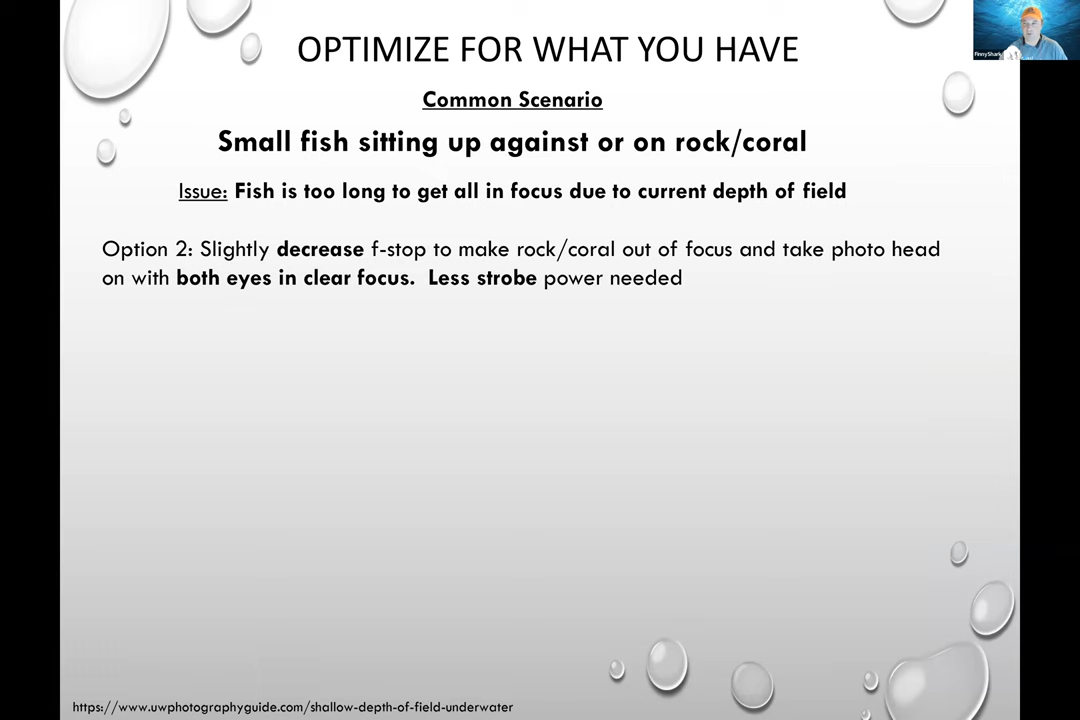 OPTIMIZE FOR WHAT YOU HAVE
FinnyShark
Common Scenario
Small fish sitting up against or on rock/coral
Issue: Fish is too long to get all in focus due to current depth of field
Option 2: Slightly decrease f-stop to make rock/coral out of focus and take photo head
on with both eyes in clear focus.  Less strobe power needed
https://www.uwphotographyguide.com/shallow-depth-of-field-underwater